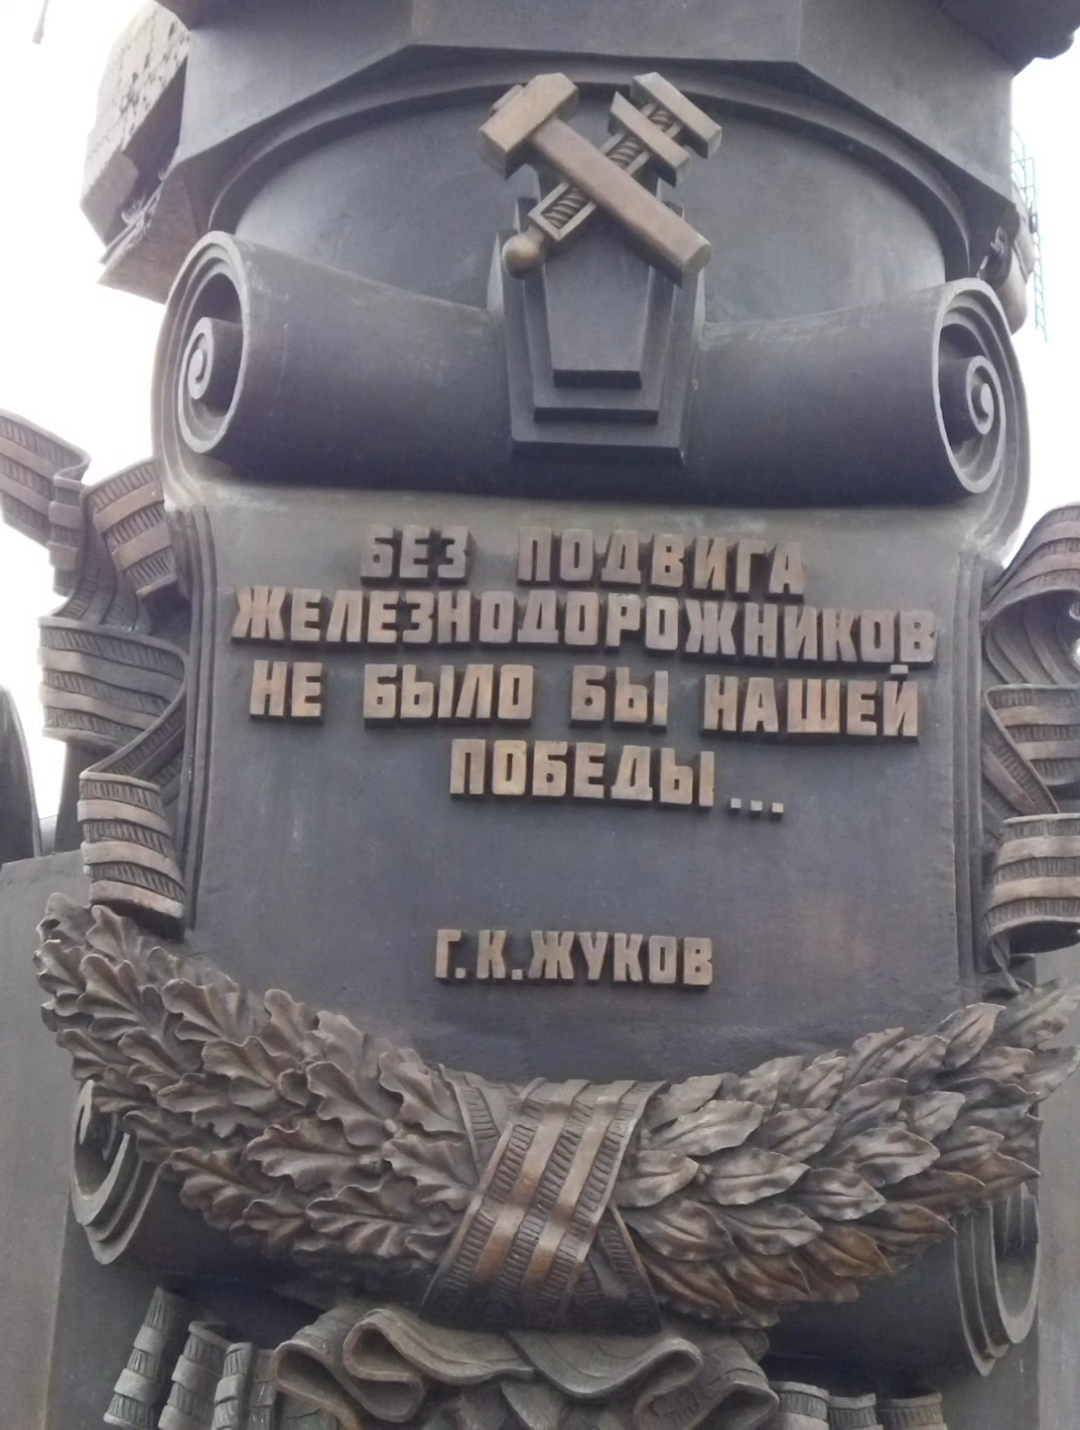 БЕЗ ПОДВИГА
ЖЕЛЕЗНОДОРОЖНИКОВ
НЕ БЫЛО БЫ НАШЕЙ
ПОБЕДЫ...
Г.К.ЖУКОВ